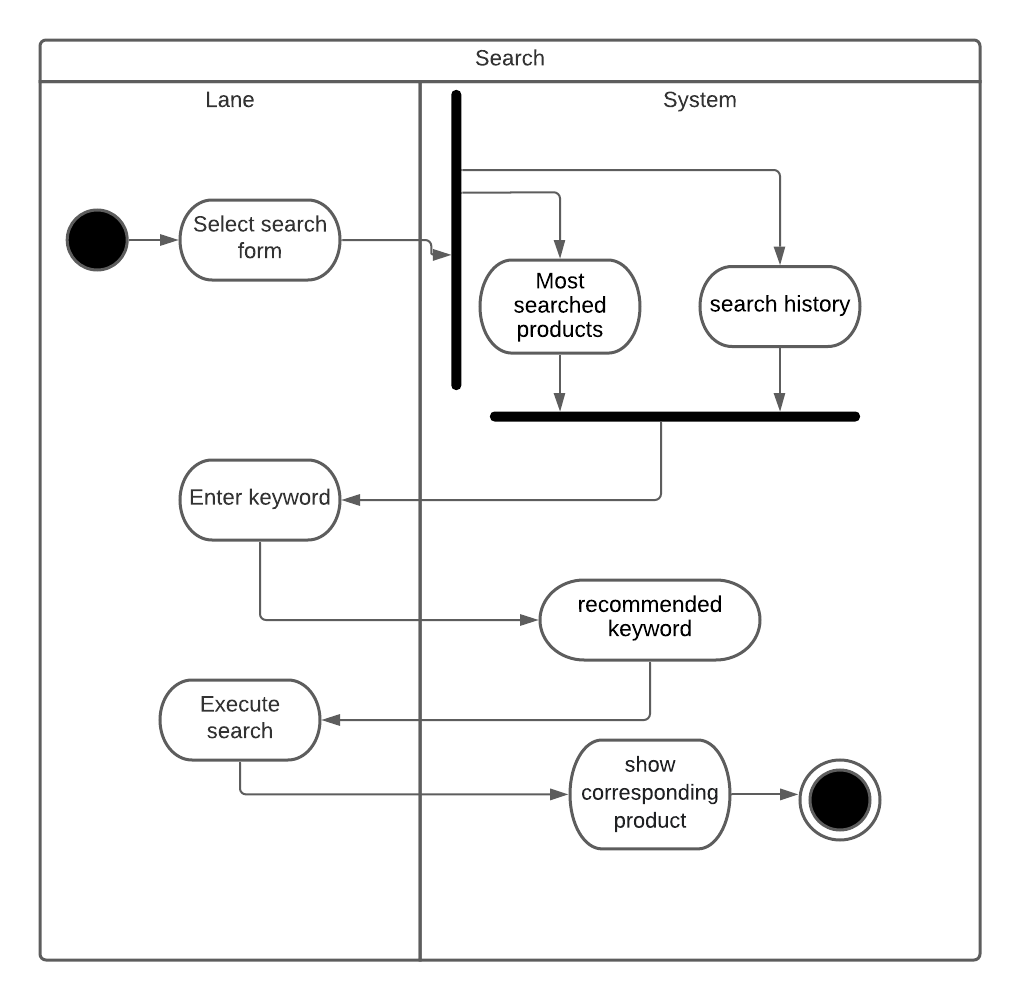 Search
Lane
System
Select search
form
Most
searched
products
search history
Enter keyword
recommended
keyword
Execute
search
show
corresponding
product